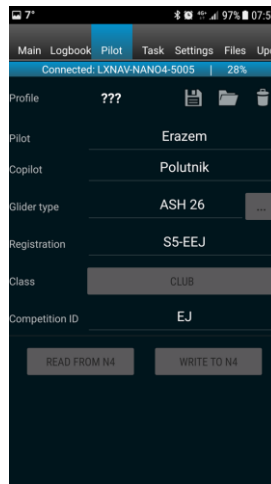 7° 4G 97% 07:5
Main Logbook Pilot Task Settings Files Up
Connected: LXNAV-NANO4-5005 | 28%
Profile ???
Pilot Erazem
Copilot Polutnik
Glider type ASH 26 ...
Registration S5-EEJ
Class CLUB
Competition ID EJ
READ FROM N4 WRITE TO N4